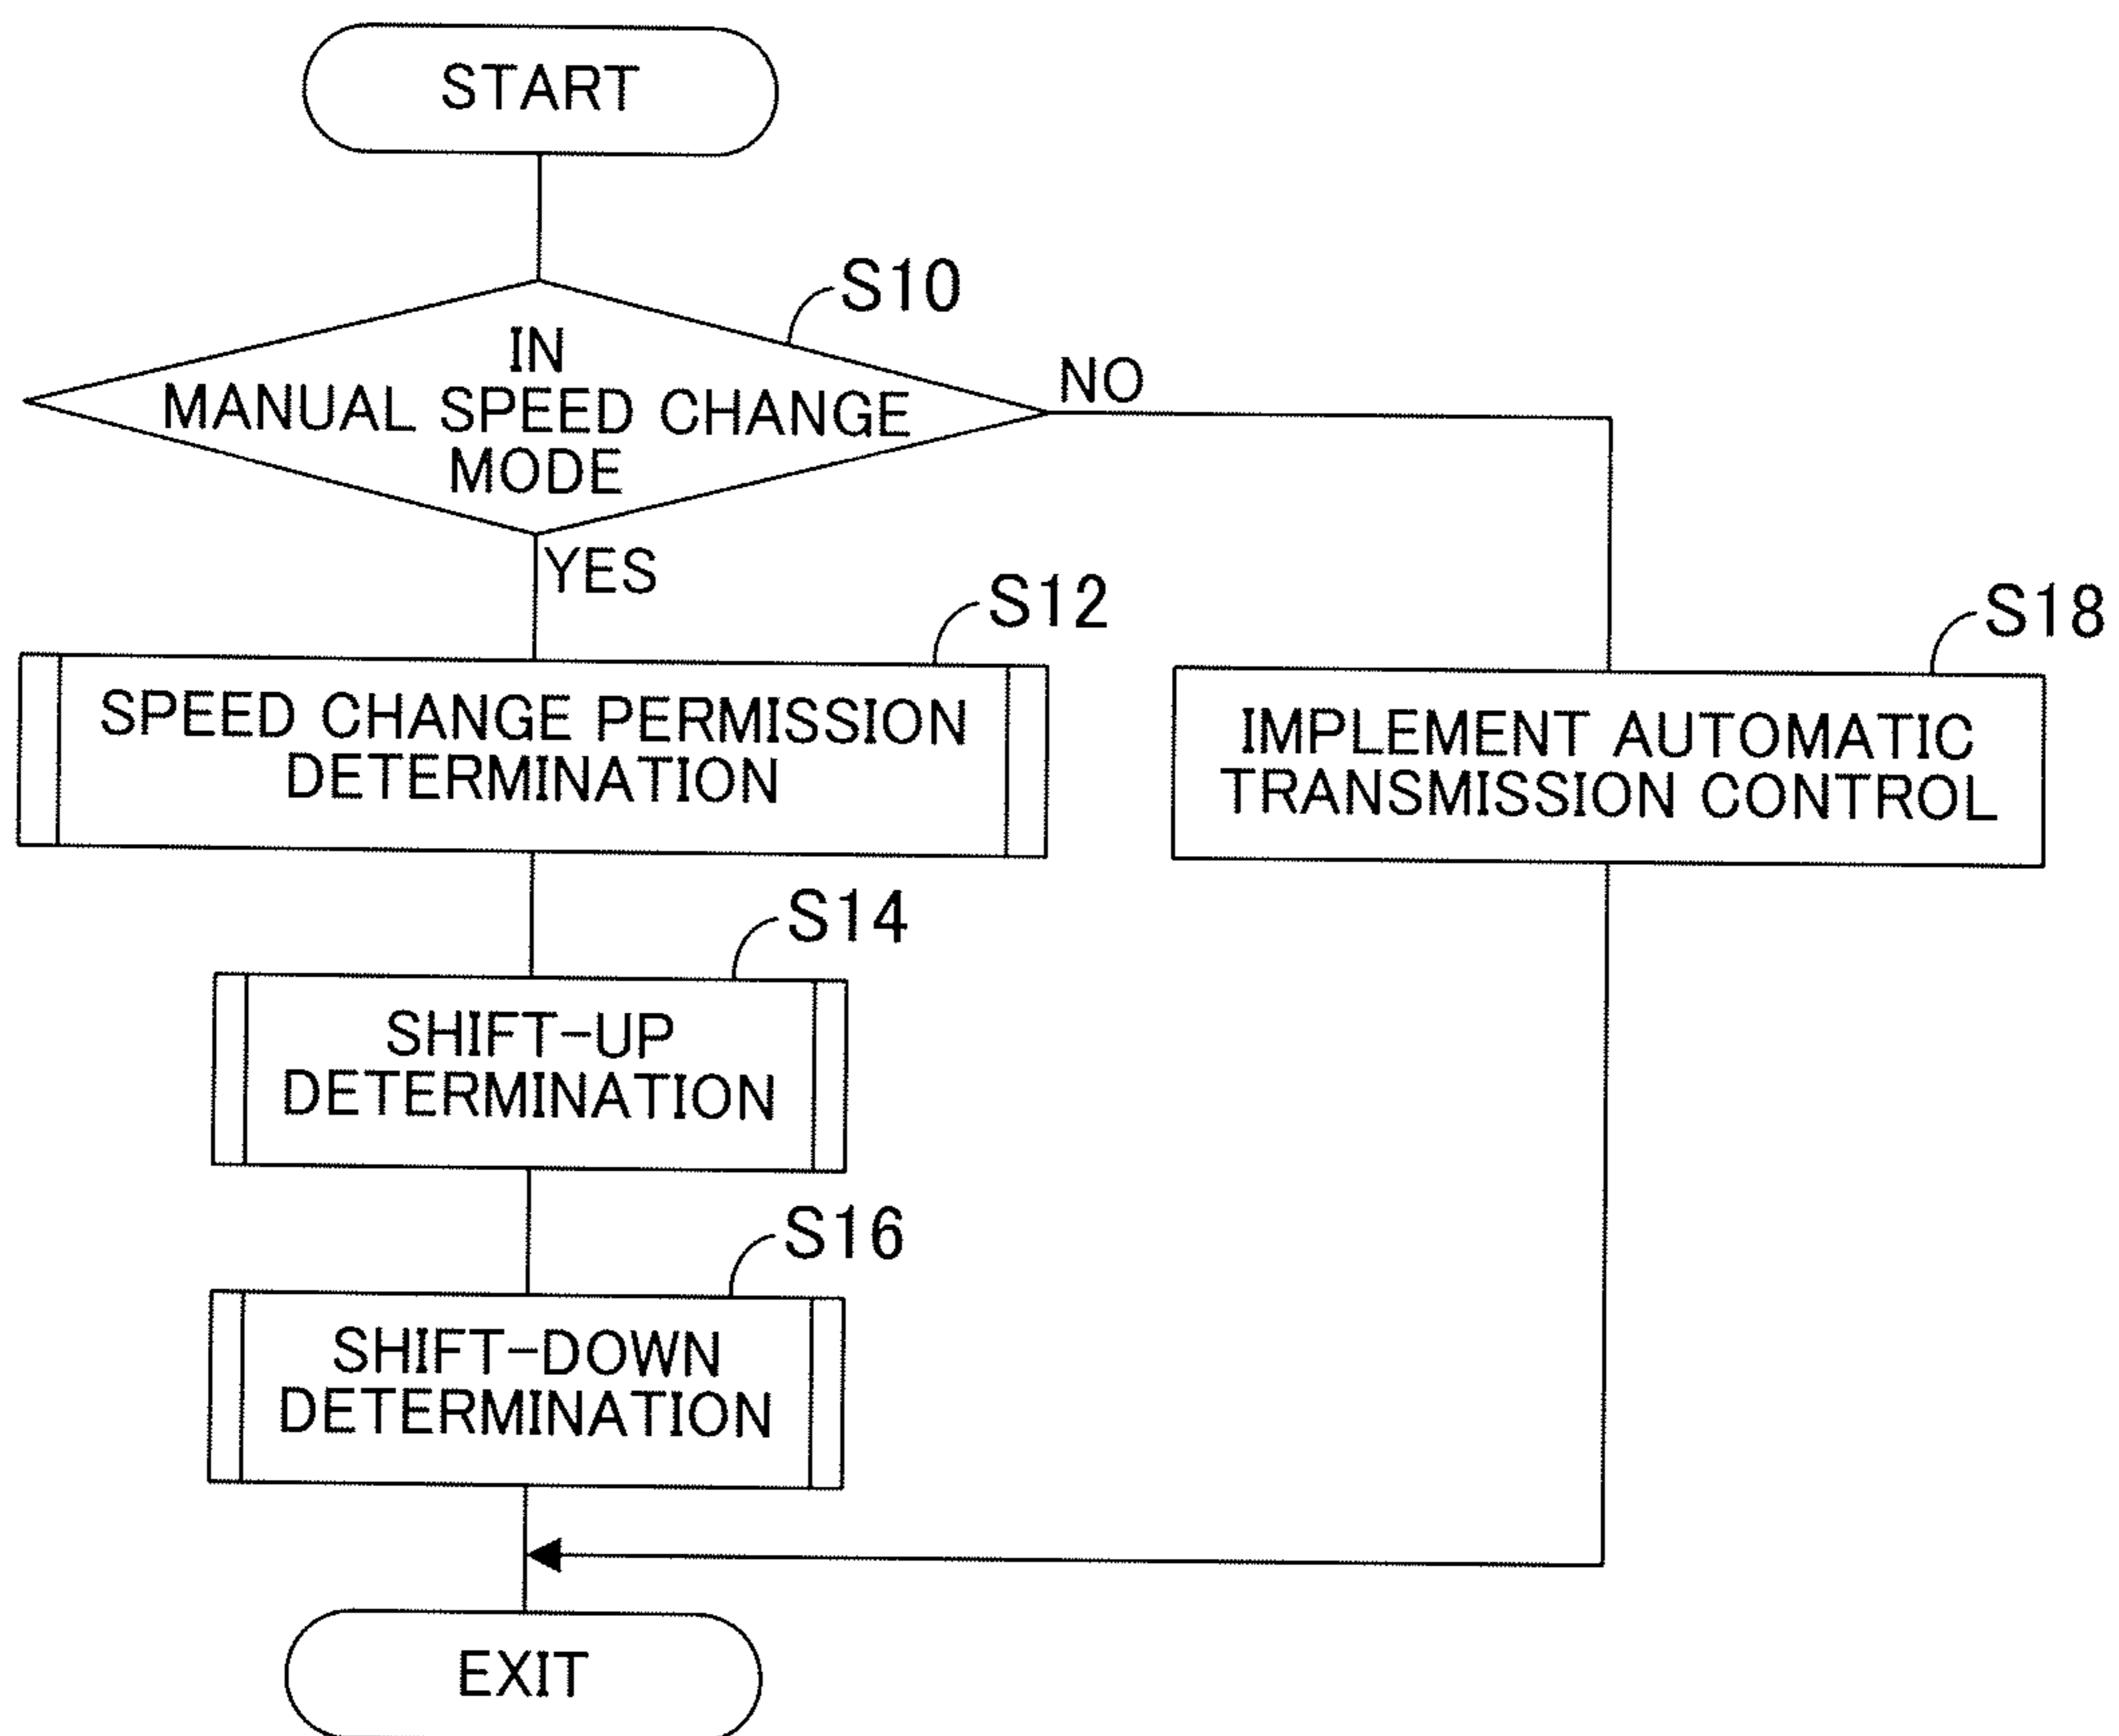 START
S10
IN
MANUAL SPEED CHANGE
MODE
NO
YES
S12
SPEED CHANGE PERMISSION
DETERMINATION
S18
IMPLEMENT AUTOMATIC
TRANSMISSION CONTROL
S14
SHIFT-UP
DETERMINATION
S16
SHIFT-DOWN
DETERMINATION
EXIT